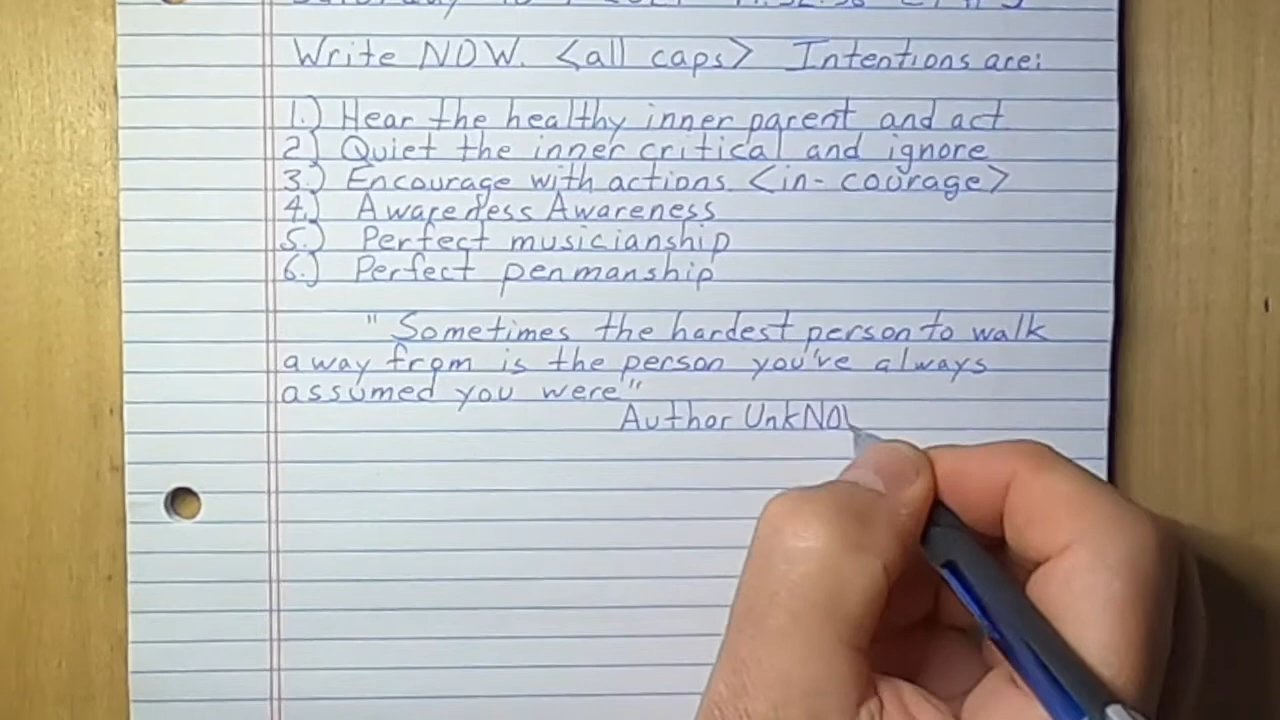 Write NOW. <all caps> Intentions are:
1.) Hear the healthy inner parent and act
2.) Quiet the inner critical and ignore
3.) Encourage with actions. <in-courage>
4.) Awareness Awareness
5.) Perfect musicianship
6.) Perfect penmanship
"Sometimes the hardest person to walk
away from is the person you've always
assumed you were"
Author UnkNO